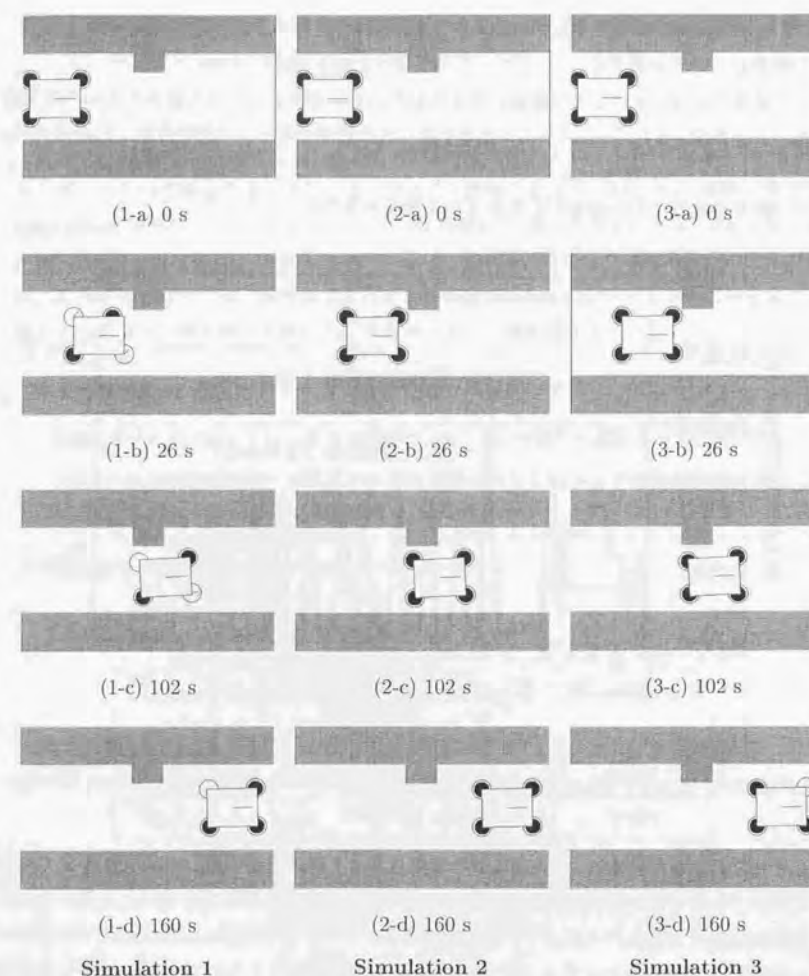 (1-a) 0 s (2-a) 0 s (3-a) 0 s
(1-b) 26 s (2-b) 26 s (3-b) 26 s
(1-c) 102 s (2-c) 102 s (3-c) 102 s
(1-d) 160 s (2-d) 160 s (3-d) 160 s
Simulation 1 Simulation 2 Simulation 3